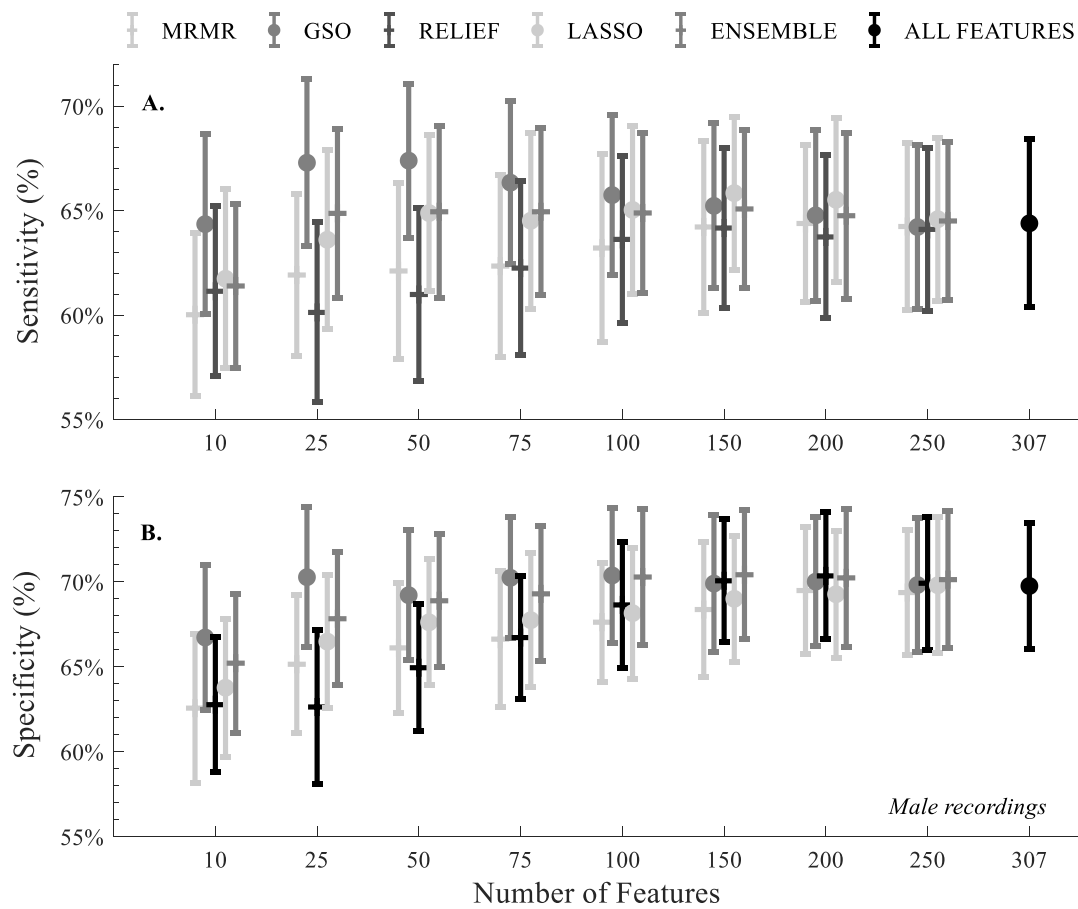 MRMR GSO RELIEF LASSO ENSEMBLE ALL FEATURES
A.
Sensitivity (%)
70%
65%
60%
55%
10 25 50 75 100 150 200 250 307
B.
Specificity (%)
75%
70%
65%
60%
55%
Male recordings
10 25 50 75 100 150 200 250 307
Number of Features